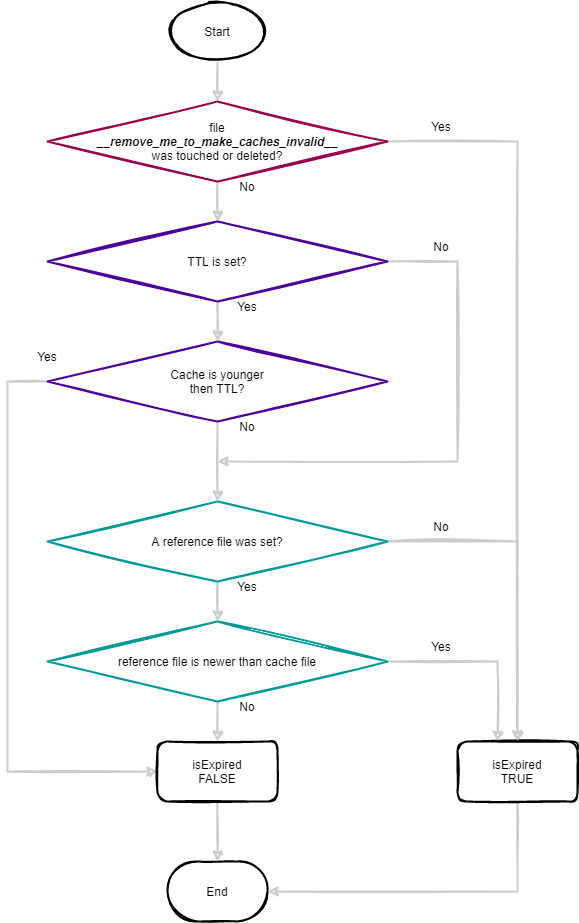 Start
file
__remove_me_to_make_caches_invalid__
was touched or deleted?
Yes
No
TTL is set?
No
Yes
Yes
Cache is younger
then TTL?
No
A reference file was set?
No
Yes
reference file is newer than cache file
Yes
No
isExpired
FALSE
isExpired
TRUE
End